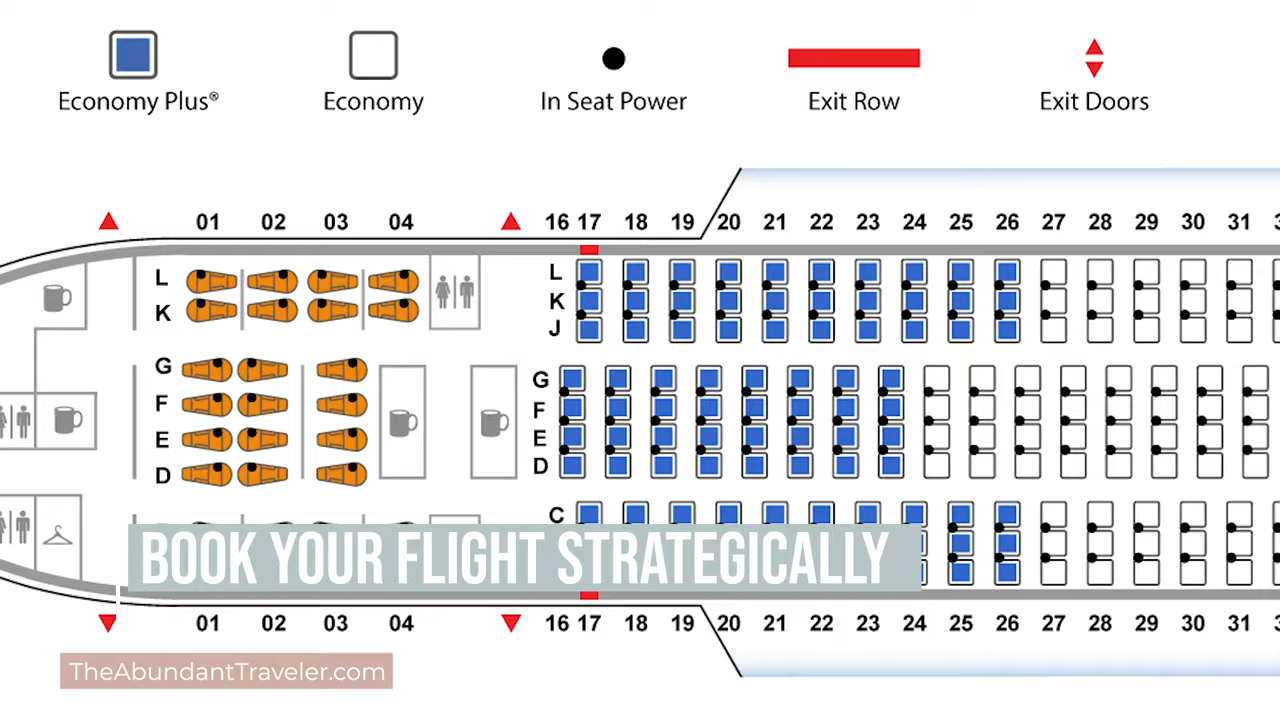 Economy Plus®
Economy
In Seat Power
Exit Row
Exit Doors
01 02 03 04 16 17 18 19 20 21 22 23 24 25 26 27 28 29 30 31
L
K
L
K
J
G
F
E
D
G
F
E
D
C
BOOK YOUR FLIGHT STRATEGICALLY
01 02 03 04 16 17 18 19 20 21 22 23 24 25 26 27 28 29 30 31
TheAbundantTraveler.com